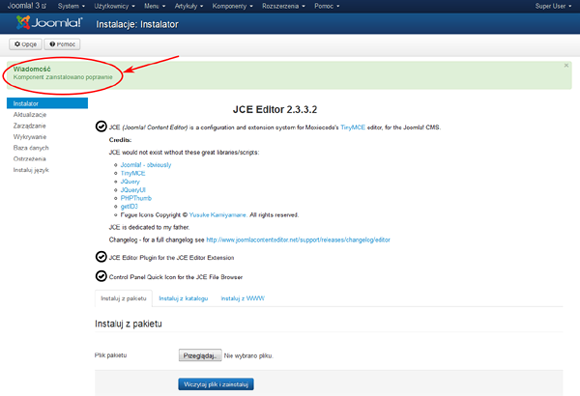 Joomla! 3 System Użytkownicy Menu Artykuły Komponenty Rozszerzenia Pomoc Super User
Joomla! Instalacje: Instalator
Opcje Pomoc
Wiadomość
Komponent zainstalowano poprawnie
Instalator
Aktualizacje
Zarządzanie
Wykrywanie
Baza danych
Ostrzeżenia
Instaluj język
JCE Editor 2.3.3.2
JCE (Joomla! Content Editor) is a configuration and extension system for Moxiecode's TinyMCE editor, for the Joomla! CMS.
Credits:
JCE would not exist without these great libraries/scripts:
Joomla! - obviously
TinyMCE
JQuery
JQueryUI
PHPThumb
getID3
Fugue Icons Copyright © Yusuke Kamiyamane. All rights reserved.
JCE is dedicated to my father.
Changelog - for a full changelog see http://www.joomlacontenteditor.net/support/releases/changelog/editor
JCE Editor Plugin for the JCE Editor Extension
Control Panel Quick Icon for the JCE File Browser
Instaluj z pakietu Instaluj z katalogu Instaluj z WWW
Instaluj z pakietu
Plik pakietu Przeglądaj.. Nie wybrano pliku.
Wczytaj plik i zainstaluj